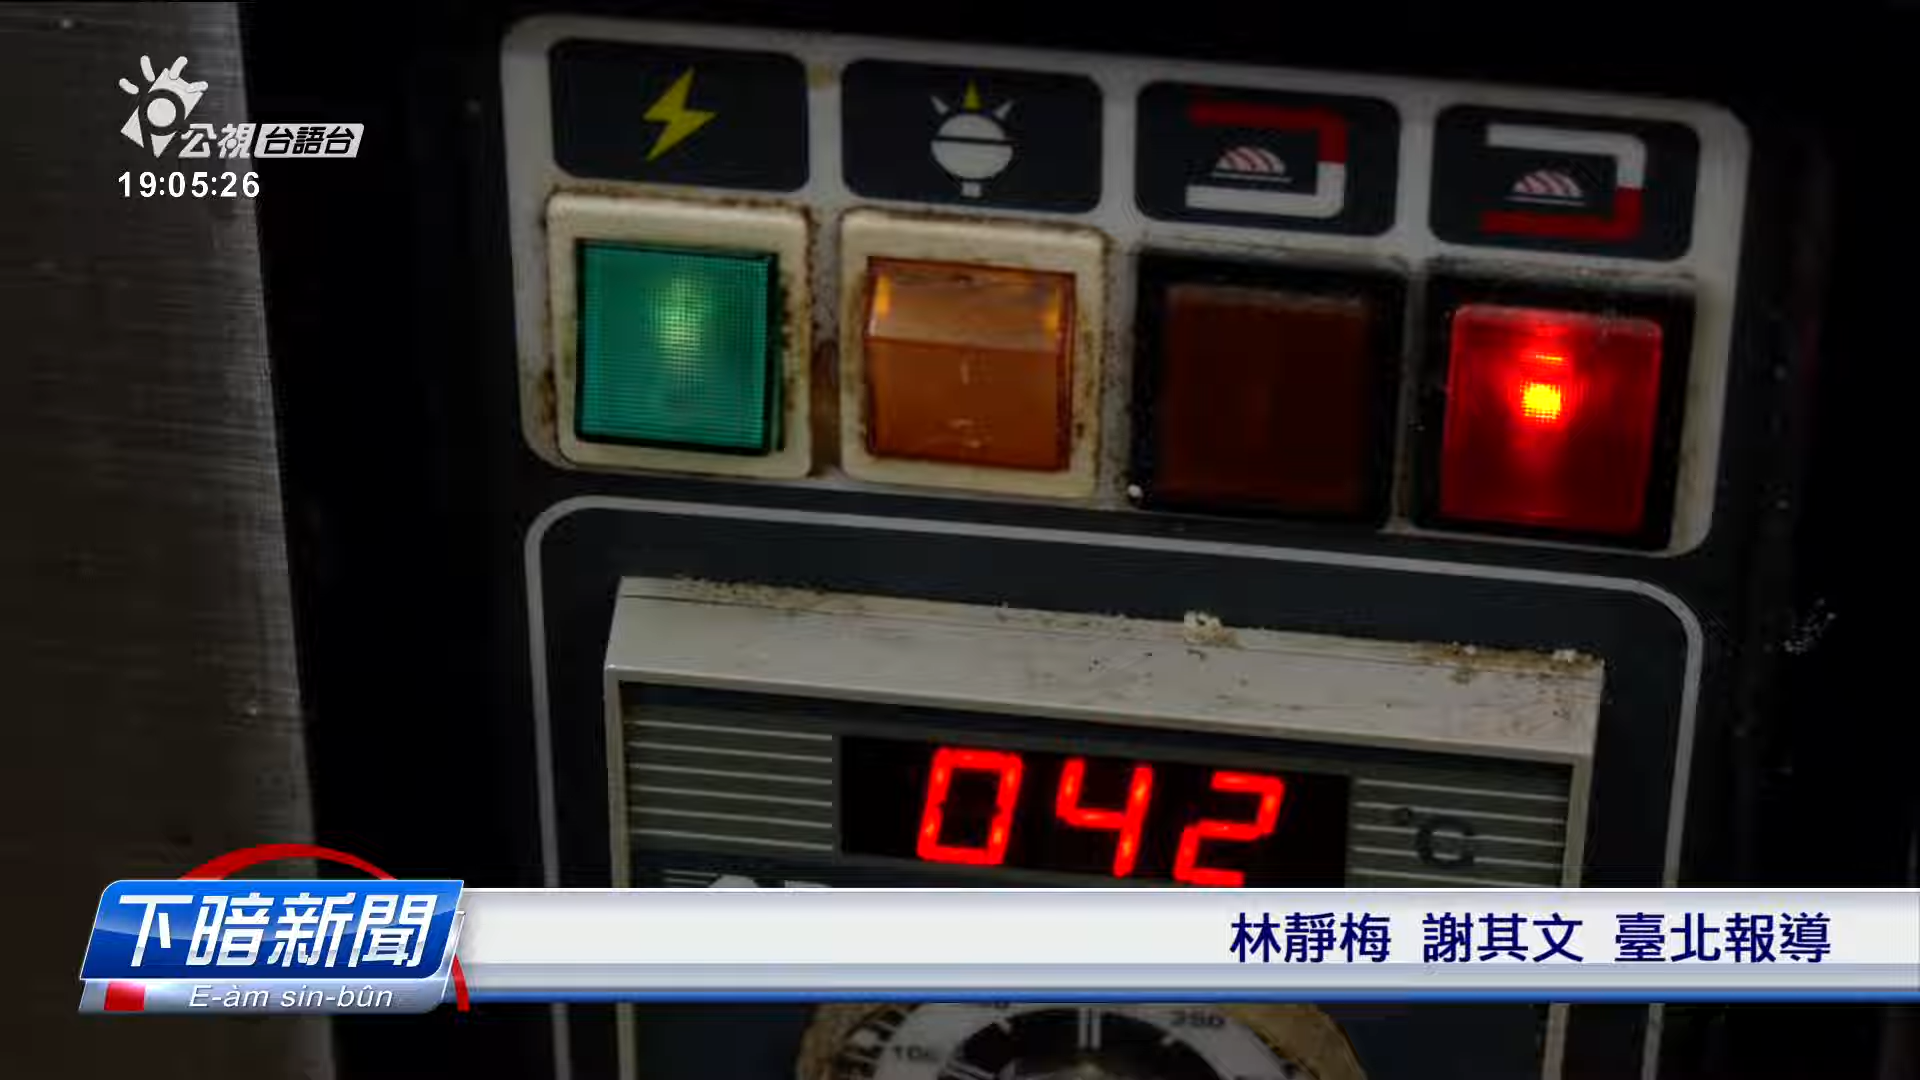 公視台語台
19:05:26
042
°C
下暗新聞
E-àm sin-bûn
林靜梅 謝其文 臺北報導